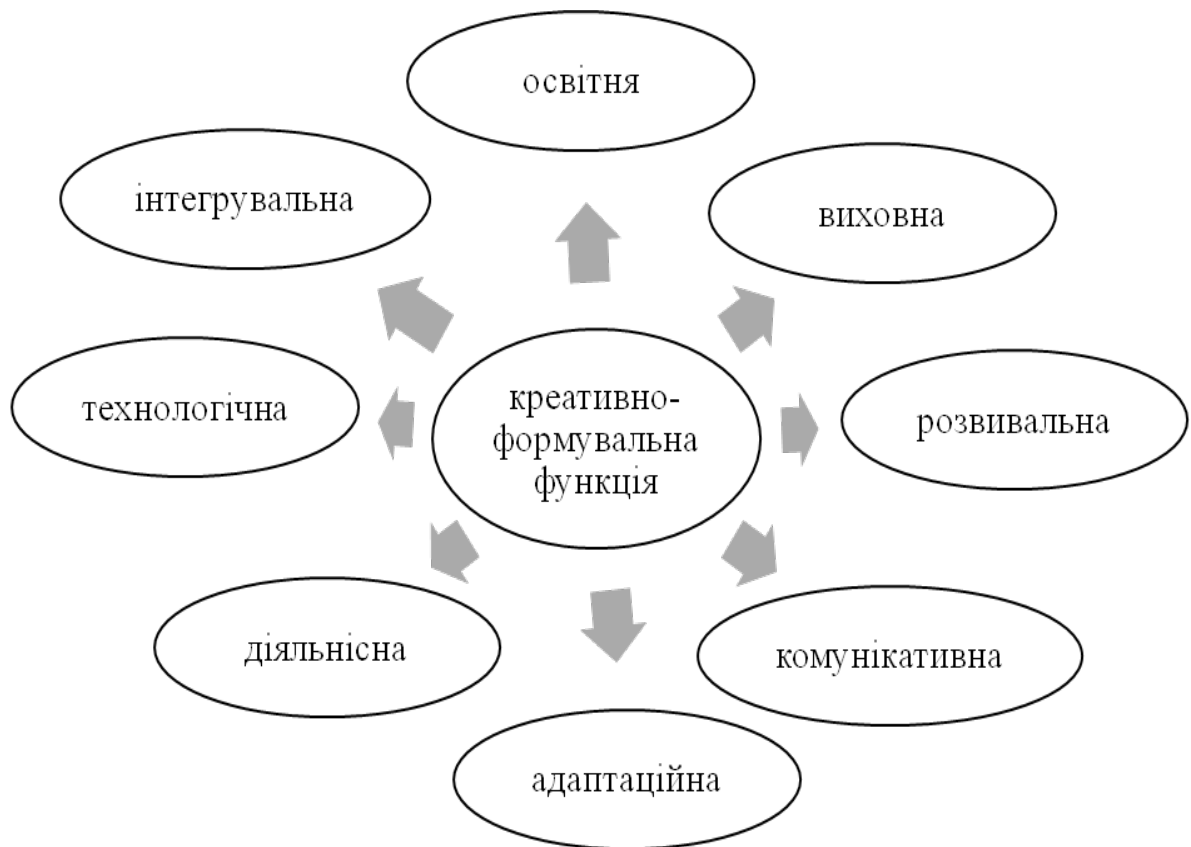 освітня
інтегрувальна
виховна
технологічна
креативно-
формувальна
функція
розвивальна
діяльнісна
комунікативна
адаптаційна